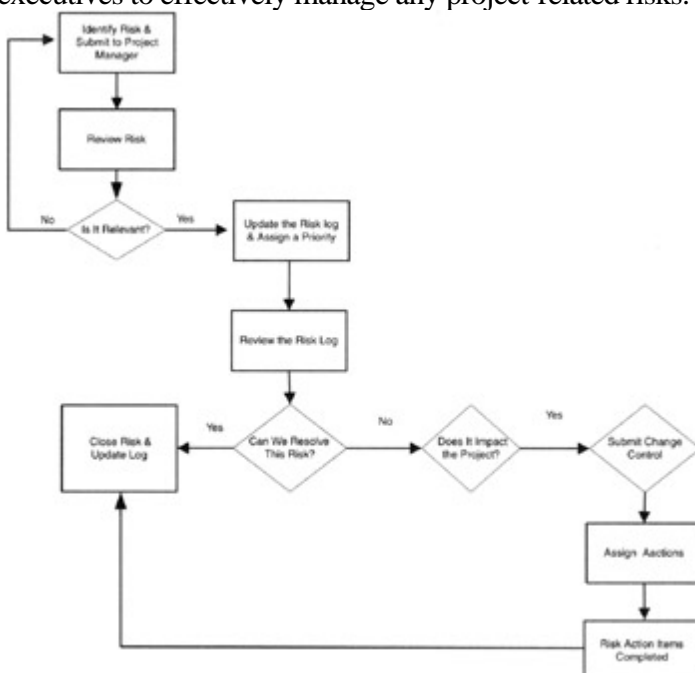 executives to effectively manage any project-related risks.
Identify Risk &
Submit to Project
Manager
Review Risk
No
Is It Relevant?
Yes
Update the Risk log
& Assign a Priority
Review the Risk Log
Close Risk &
Update Log
Yes
Can We Resolve
This Risk?
No
Does It Impact
the Project?
Yes
Submit Change
Control
Assign Aactions
Risk Action Items
Completed